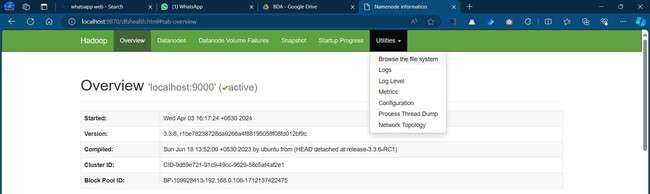 whatsapp web - Search
(1) WhatsApp
BDA - Google Drive
Namenode information
localhost:9870/dfshealth.html#tab-overview
Hadoop
Overview
Datanodes
Datanode Volume Failures
Snapshot
Startup Progress
Utilities
Browse the file system
Logs
Log Level
Metrics
Configuration
Process Thread Dump
Network Topology
Overview 'localhost:9000' (✔active)
Started: Wed Apr 03 16:17:24 +0530 2024
Version: 3.3.6, r1be78238728da9266a4f88195058f08fd012bf9c
Compiled: Sun Jun 18 13:52:00 +0530 2023 by ubuntu from (HEAD detached at release-3.3.6-RC1)
Cluster ID: CID-9d69e721-91c9-49oc-9629-58c8af4af2e1
Block Pool ID: BP-109928413-192.168.0.106-1712137422475